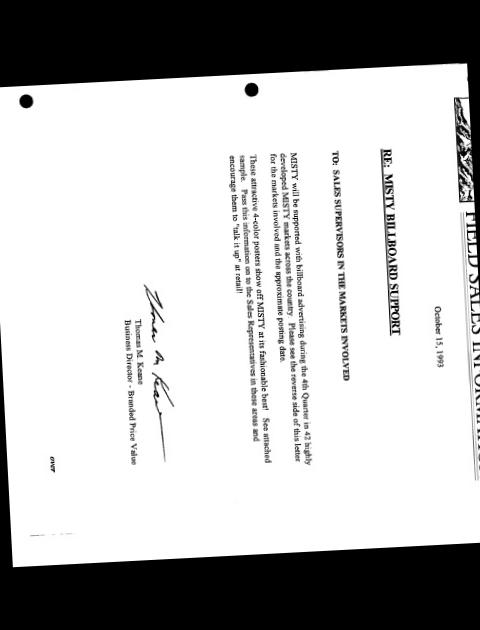 FIELD SALES
October 15, 1993
RE: MISTY BILLBOARD SUPPORT
TO: SALES SUPERVISORS IN THE MARKETS INVOLVED
MISTY will be supported with billboard advertising during the 4th Quarter in 42 highly
developed MISTY markets across the country. Please see the reverse side of this letter
for the markets involved and the approximate posting date.
These attractive 4-color posters show off MISTY at its fashionable best! See attached
sample. Pass this information on to the Sales Representatives in these areas and
encourage them to "talk it up" at retail!
Thomas M. Keane
Thomas M. Keane
Business Director - Branded Price Value
OVER